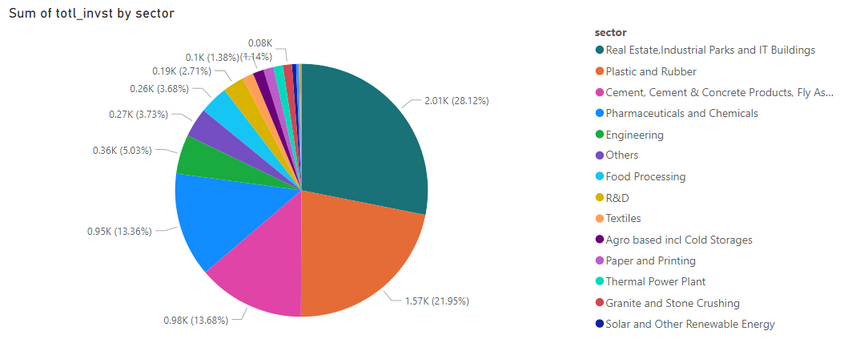 Sum of totl_invst by sector
2.01K (28.12%)
1.57K (21.95%)
0.98K (13.68%)
0.95K (13.36%)
0.36K (5.03%)
0.27K (3.73%)
0.26K (3.68%)
0.19K (2.71%)
0.1K (1.38%)
(1.14%)
0.08K
sector
Real Estate,Industrial Parks and IT Buildings
Plastic and Rubber
Cement, Cement & Concrete Products, Fly As...
Pharmaceuticals and Chemicals
Engineering
Others
Food Processing
R&D
Textiles
Agro based incl Cold Storages
Paper and Printing
Thermal Power Plant
Granite and Stone Crushing
Solar and Other Renewable Energy